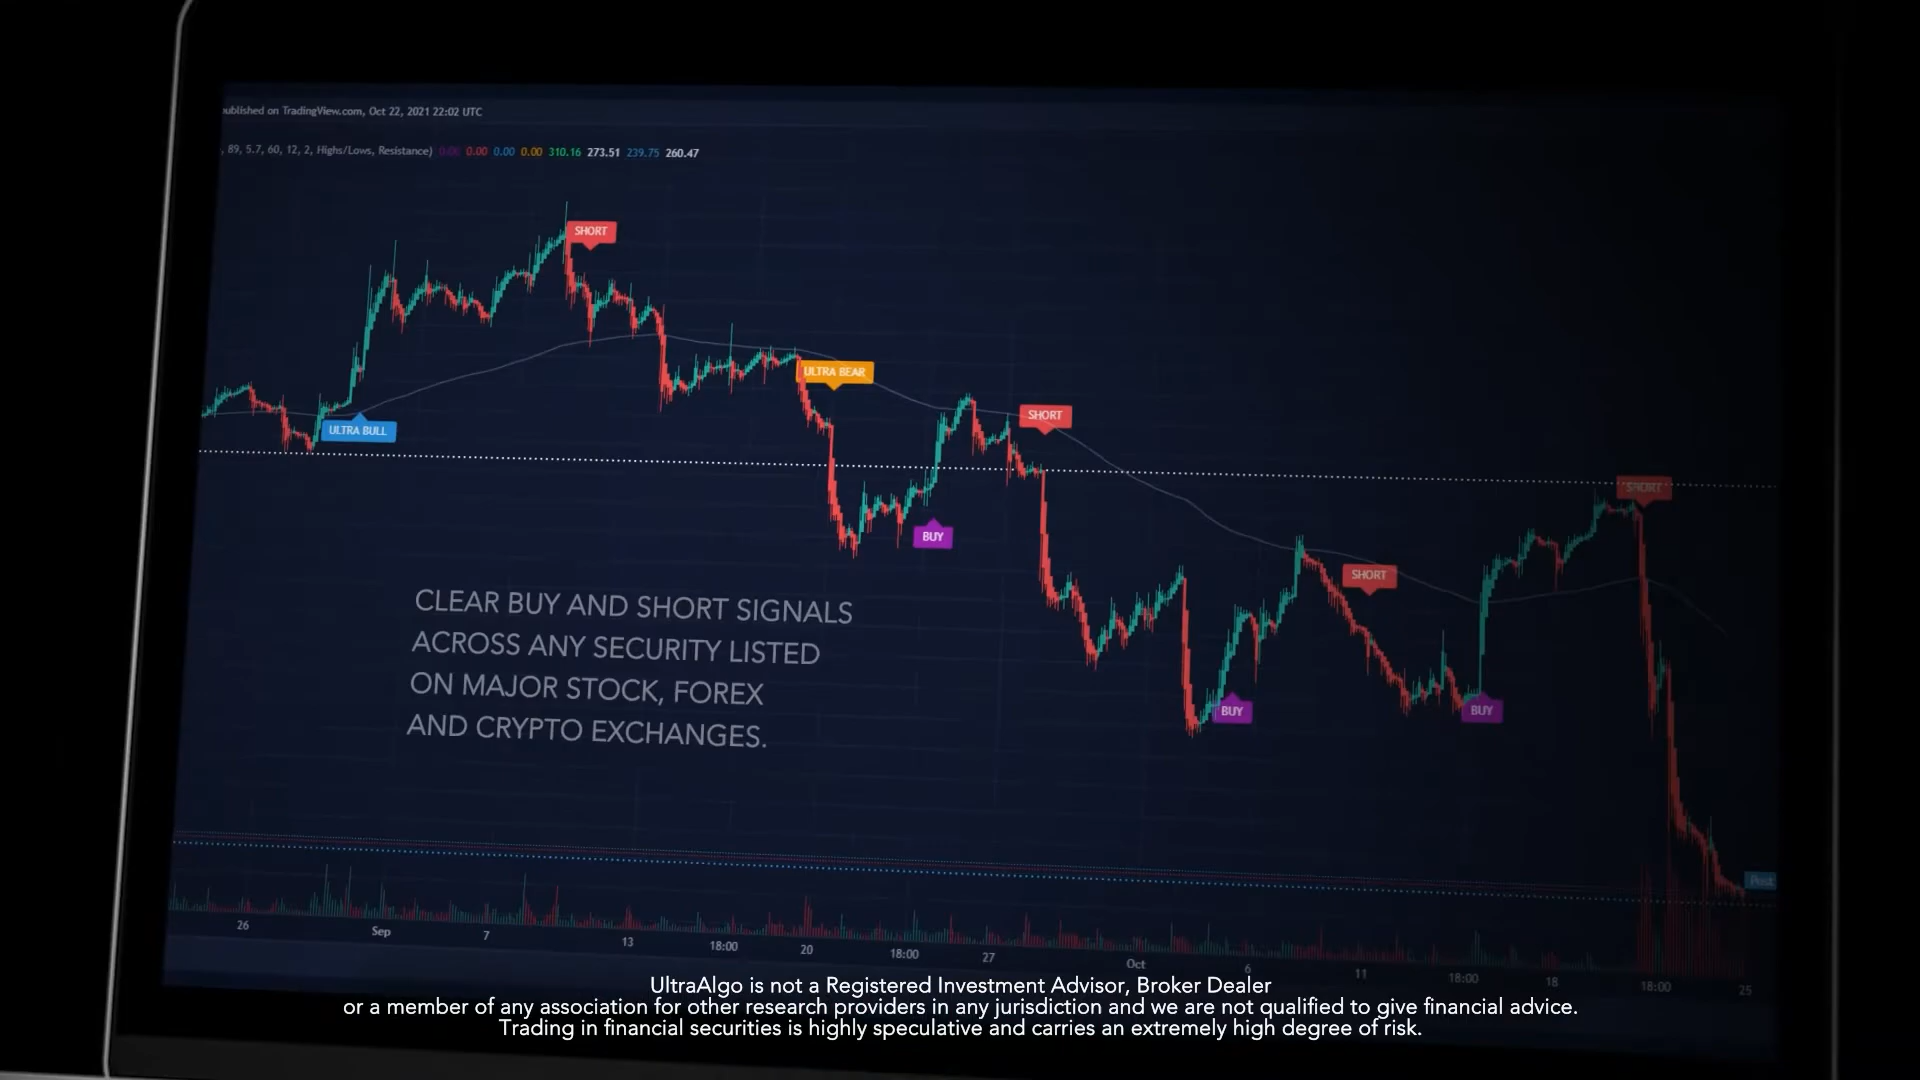 ublished on TradingView.com, Oct 22, 2021 22:02 UTC
, 89, 5.7, 60, 12, 2, Highs/Lows, Resistance) 0.00 0.00 0.00 0.00 310.16 273.51 239.75 260.47
SHORT
ULTRA BEAR
SHORT
ULTRA BULL
SHORT
BUY
SHORT
BUY
BUY
CLEAR BUY AND SHORT SIGNALS
ACROSS ANY SECURITY LISTED
ON MAJOR STOCK, FOREX
AND CRYPTO EXCHANGES.
Post
26 Sep 7 13 18:00 20 18:00 27 Oct 6 11 18:00 18 18:00 25
UltraAlgo is not a Registered Investment Advisor, Broker Dealer
or a member of any association for other research providers in any jurisdiction and we are not qualified to give financial advice.
Trading in financial securities is highly speculative and carries an extremely high degree of risk.